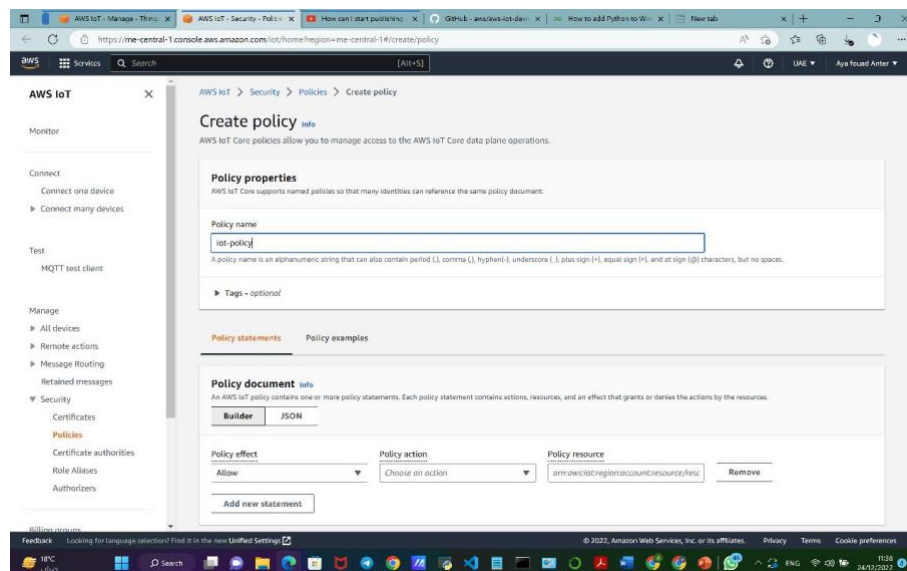 AWS IoT - Manage - Thing
AWS IoT - Security - Polici
How can I start publishing
GitHub - aws/aws-iot-dev
How to add Python to Win
New tab
https://me-central-1.console.aws.amazon.com/iot/home?region=me-central-1#/create/policy
aws
Services
Search
[Alt+S]
UAE ▼
Aya fouad Anter ▼
AWS IoT
Monitor
Connect
Connect one device
Connect many devices
Test
MQTT test client
Manage
All devices
Remote actions
Message Routing
Retained messages
Security
Certificates
Policies
Certificate authorities
Role Aliases
Authorizers
Billing groups
AWS IoT > Security > Policies > Create policy
Create policy Info
AWS IoT Core policies allow you to manage access to the AWS IoT Core data plane operations.
Policy properties
AWS IoT Core supports named policies so that many identities can reference the same policy document.
Policy name
iot-policy
A policy name is an alphanumeric string that can also contain period (.), comma (,), hyphen(-), underscore (_), plus sign (+), equal sign (=), and at sign (@) characters, but no spaces.
Tags - optional
Policy statements
Policy examples
Policy document Info
An AWS IoT policy contains one or more policy statements. Each policy statement contains actions, resources, and an effect that grants or denies the actions by the resources.
Builder
JSON
Policy effect
Policy action
Policy resource
Allow
Choose an action
arn:aws:iot:region:account:resource/resc
Remove
Add new statement
Feedback
Looking for language selection? Find it in the new Unified Settings
© 2022, Amazon Web Services, Inc. or its affiliates.
Privacy
Terms
Cookie preferences
18°C
Search
ENG
11:38
24/12/2022